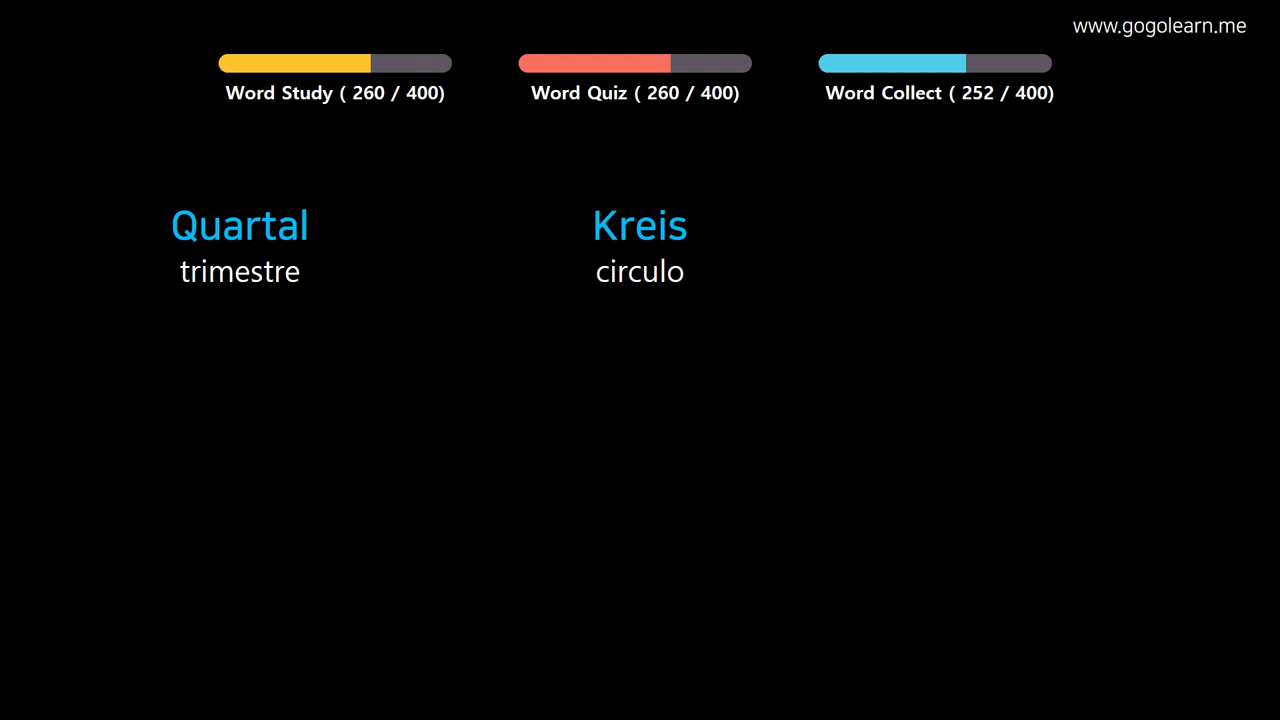 www.gogolearn.me
Word Study ( 260 / 400)
Word Quiz ( 260 / 400)
Word Collect ( 252 / 400)
Quartal
trimestre
Kreis
circulo